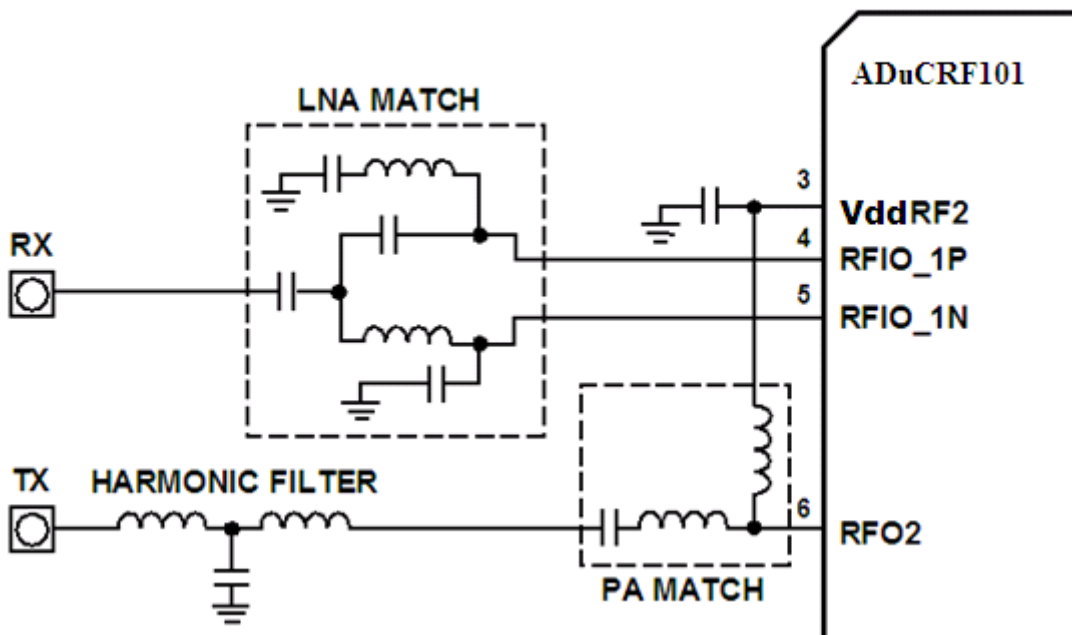 ADuCRF101
LNA MATCH
3
VddRF2
4
RX
RFIO_1P
5
RFIO_1N
TX
HARMONIC FILTER
6
RFO2
PA MATCH